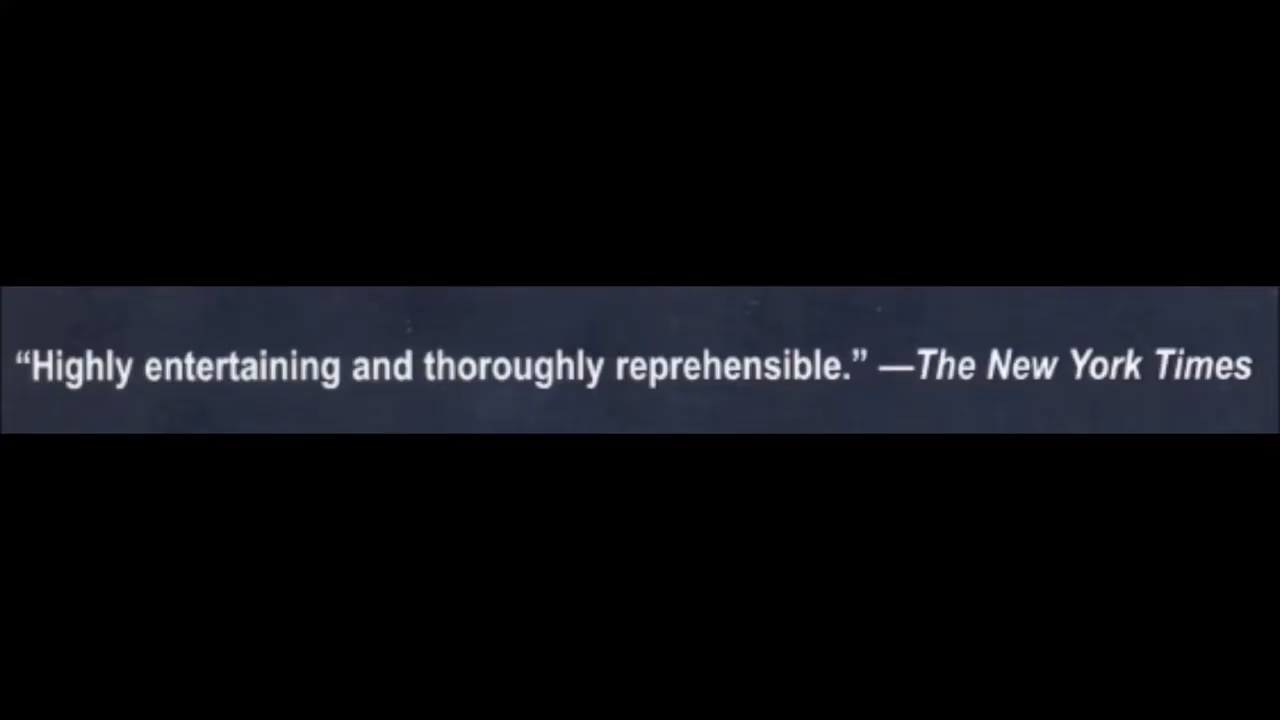 “Highly entertaining and thoroughly reprehensible.” —The New York Times